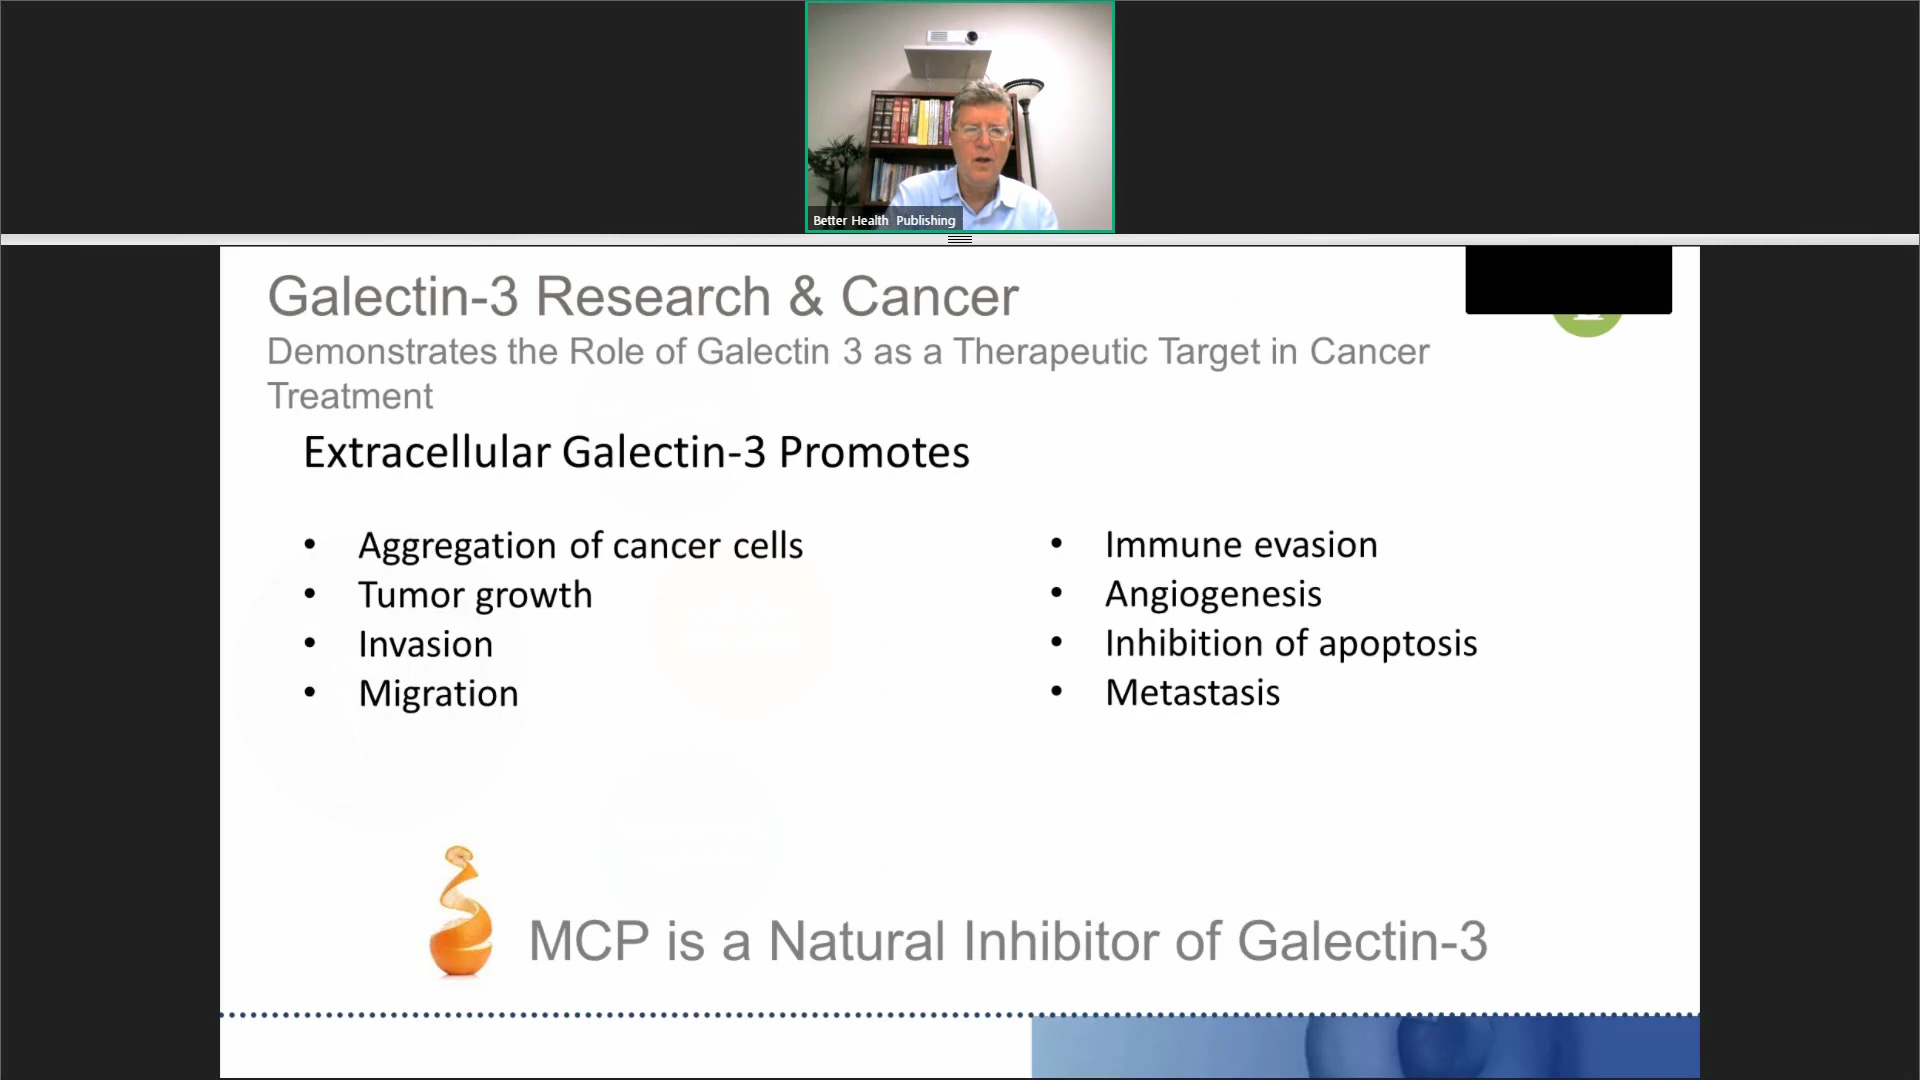 Better Health Publishing
Galectin-3 Research & Cancer
Demonstrates the Role of Galectin 3 as a Therapeutic Target in Cancer
Treatment
Extracellular Galectin-3 Promotes
• Aggregation of cancer cells
• Tumor growth
• Invasion
• Migration
• Immune evasion
• Angiogenesis
• Inhibition of apoptosis
• Metastasis
MCP is a Natural Inhibitor of Galectin-3